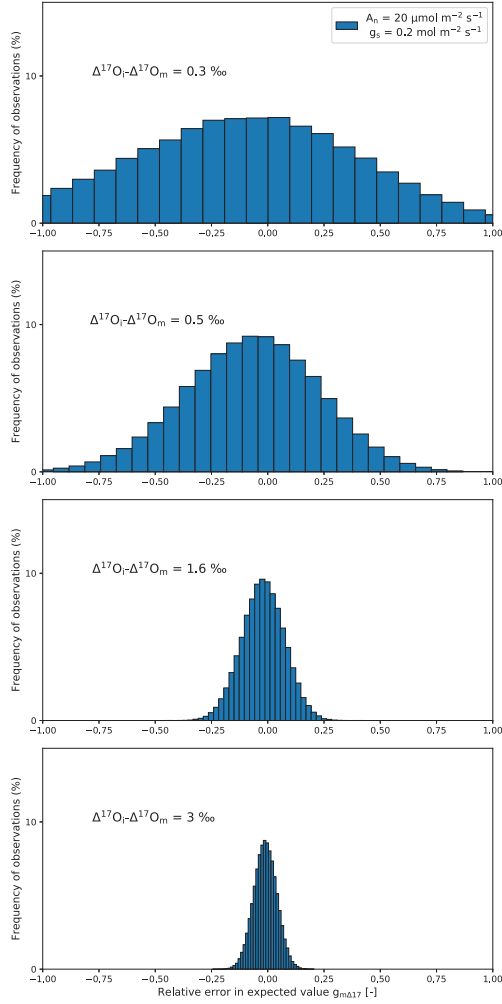 Aₙ = 20 μmol m⁻² s⁻¹
gₛ = 0.2 mol m⁻² s⁻¹
Δ¹⁷Oᵢ-Δ¹⁷Oₘ = 0.3 ‰
Frequency of observations (%)
10
0
−1,00 −0,75 −0,50 −0,25 0,00 0,25 0,50 0,75 1,00
Δ¹⁷Oᵢ-Δ¹⁷Oₘ = 0.5 ‰
Frequency of observations (%)
10
0
−1,00 −0,75 −0,50 −0,25 0,00 0,25 0,50 0,75 1,00
Δ¹⁷Oᵢ-Δ¹⁷Oₘ = 1.6 ‰
Frequency of observations (%)
10
0
−1,00 −0,75 −0,50 −0,25 0,00 0,25 0,50 0,75 1,00
Δ¹⁷Oᵢ-Δ¹⁷Oₘ = 3 ‰
Frequency of observations (%)
10
0
−1,00 −0,75 −0,50 −0,25 0,00 0,25 0,50 0,75 1,00
Relative error in expected value gₘΔ₁₇ [-]